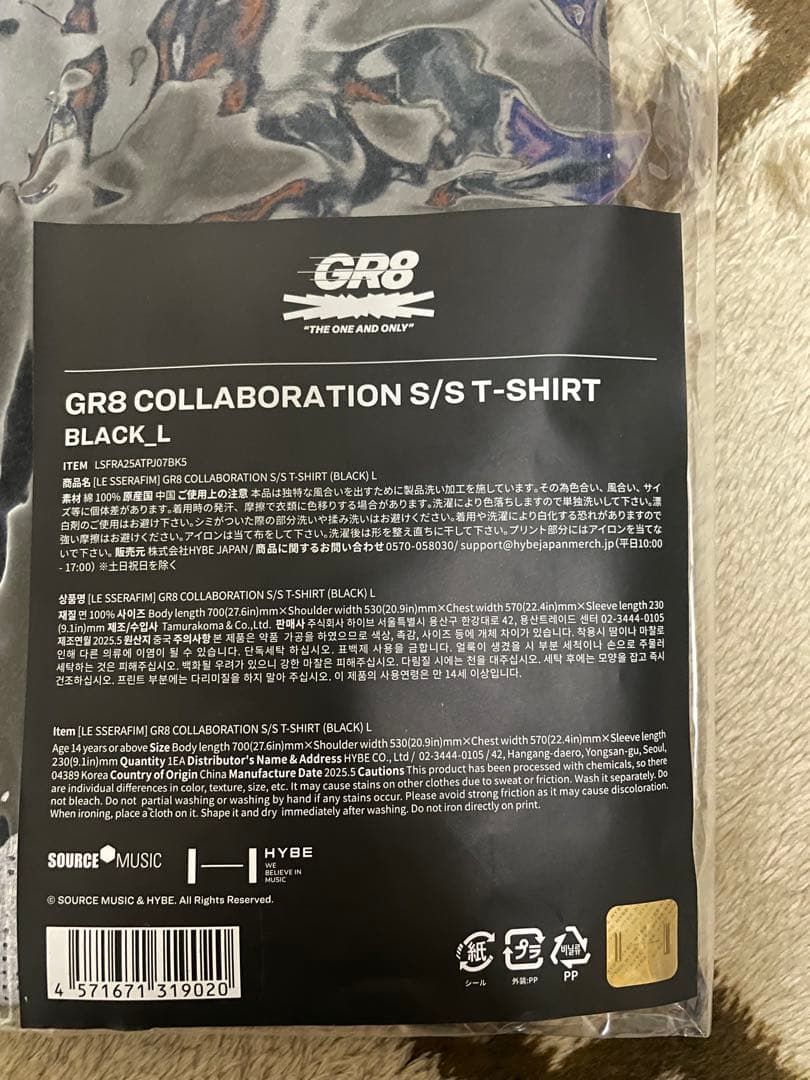 GR8
"THE ONE AND ONLY"
GR8 COLLABORATION S/S T-SHIRT
BLACK_L
ITEM LSFRA25ATPJ07BK5
商品名 [LE SSERAFIM] GR8 COLLABORATION S/S T-SHIRT (BLACK) L
素材 綿 100% 原産国 中国 ご使用上の注意 本品は独特な風合いを出すために製品洗い加工を施しています。その為色合い、風合い、サイ
ズ等に個体差があります。着用時の発汗、摩擦で衣類に色移りする場合があります。洗濯により色落ちしますので単独洗いして下さい。漂
白剤のご使用はお避け下さい。シミがついた際の部分洗いや揉み洗いはお避けください。着用や洗濯により白化する恐れがありますので
強い摩擦はお避けください。アイロンは当て布をして下さい。洗濯後は形を整え直ちに干して下さい。プリント部分にはアイロンを当てな
いで下さい。販売元 株式会社HYBE JAPAN / 商品に関するお問い合わせ 0570-058030/ support@hybejapanmerch.jp (平日10:00
- 17:00) ※土日祝日を除く
상품명 [LE SSERAFIM] GR8 COLLABORATION S/S T-SHIRT (BLACK) L
재질 면 100% 사이즈 Body length 700(27.6in)mm×Shoulder width 530(20.9in)mm×Chest width 570(22.4in)mm×Sleeve length 230
(9.1in)mm 제조/수입사 Tamurakoma & Co., Ltd. 판매사 주식회사 하이브 서울특별시 용산구 한강대로 42, 용산트레이드 센터 02-3444-0105
제조연월 2025.5 원산지 중국 주의사항 본 제품은 약품 가공을 하였으므로 색상, 촉감, 사이즈 등에 개체 차이가 있습니다. 착용시 땀이나 마찰로
인해 다른 의류에 이염이 될 수 있습니다. 단독세탁 하십시오. 표백제 사용을 금합니다. 얼룩이 생겼을 시 부분 세척이나 손으로 주물러
세탁하는 것은 피해주십시오. 백화될 우려가 있으니 강한 마찰은 피해주십시오. 다림질 시에는 천을 대주십시오. 세탁 후에는 모양을 잡고 즉시
건조하십시오. 프린트 부분에는 다리미질을 하지 말아 주십시오. 이 제품의 사용연령은 만 14세 이상입니다.
Item [LE SSERAFIM] GR8 COLLABORATION S/S T-SHIRT (BLACK) L
Age 14 years or above Size Body length 700(27.6in)mm×Shoulder width 530(20.9in)mm×Chest width 570(22.4in)mm×Sleeve length
230(9.1in)mm Quantity 1EA Distributor's Name & Address HYBE CO., Ltd / 02-3444-0105 / 42, Hangang-daero, Yongsan-gu, Seoul,
04389 Korea Country of Origin China Manufacture Date 2025.5 Cautions This product has been processed with chemicals, so there
are individual differences in color, texture, size, etc. It may cause stains on other clothes due to sweat or friction. Wash it separately. Do
not bleach. Do not partial washing or washing by hand if any stains occur. Please avoid strong friction as it may cause discoloration.
When ironing, place a cloth on it. Shape it and dry immediately after washing. Do not iron directly on print.
SOURCE MUSIC
HYBE
WE
BELIEVE IN
MUSIC
© SOURCE MUSIC & HYBE. All Rights Reserved.
4 571671 319020
紙
シール
プラ
外装:PP
비닐류
PP